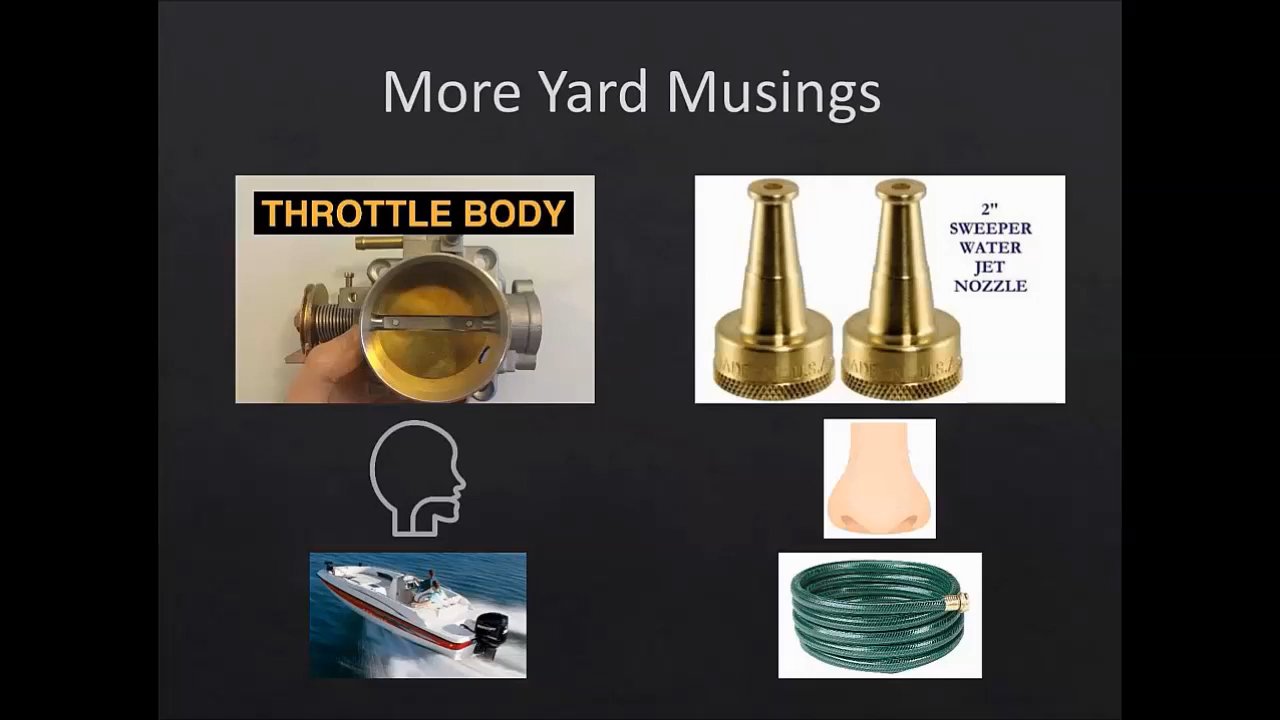 More Yard Musings
THROTTLE BODY
2"
SWEEPER
WATER
JET
NOZZLE